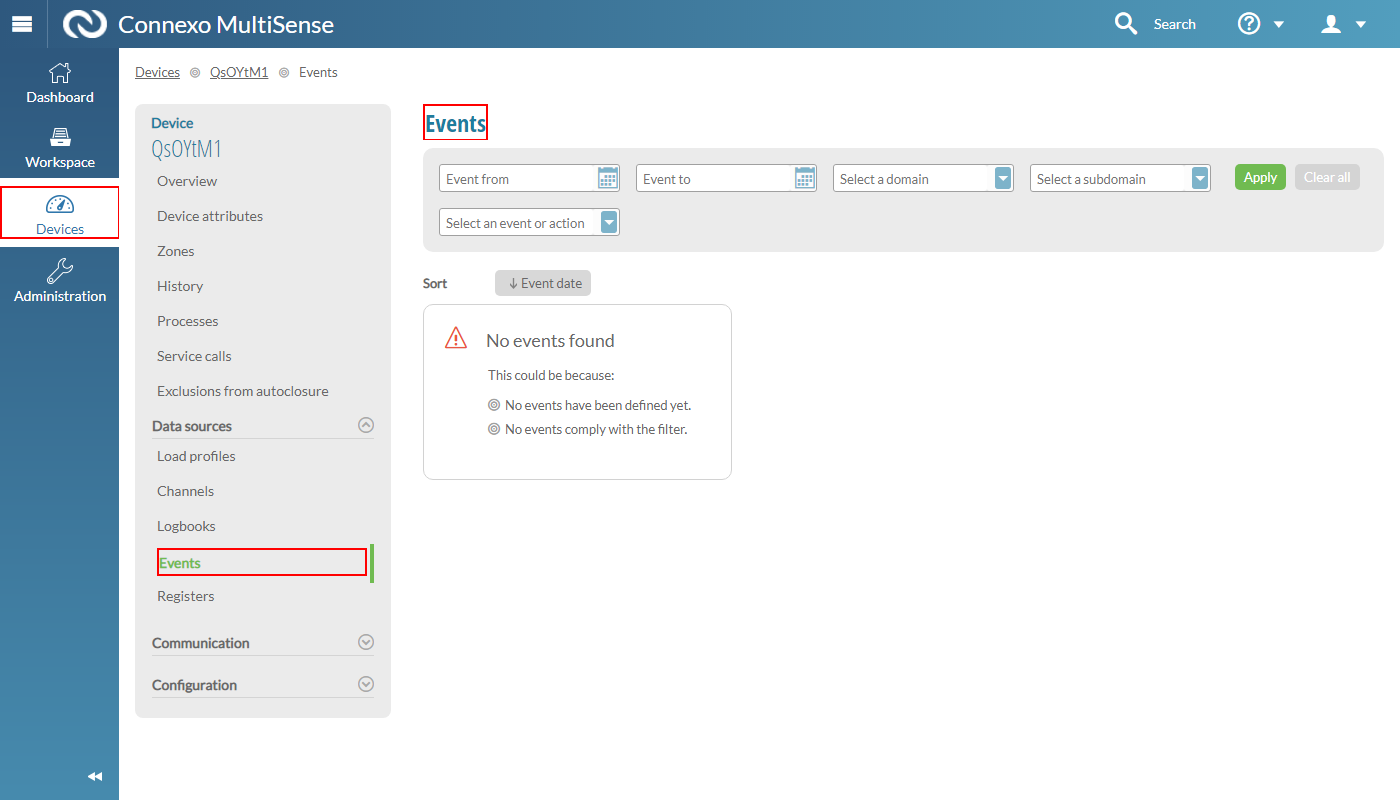 Connexo MultiSense
Search
Dashboard
Workspace
Devices
Administration
Devices QsOYtM1 Events
Device
QsOYtM1
Overview
Device attributes
Zones
History
Processes
Service calls
Exclusions from autoclosure
Data sources
Load profiles
Channels
Logbooks
Events
Registers
Communication
Configuration
Events
Event from Event to Select a domain Select a subdomain Apply Clear all
Select an event or action
Sort Event date
No events found
This could be because:
No events have been defined yet.
No events comply with the filter.